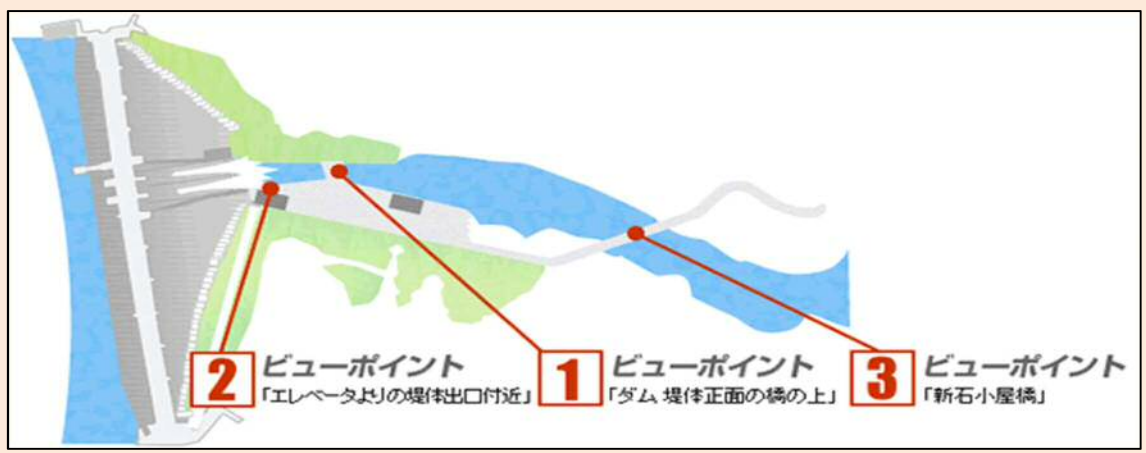 2 ビューポイント
「エレベータよりの堤体出口付近」
1 ビューポイント
「ダム 堤体正面の橋の上」
3 ビューポイント
「新石小屋橋」